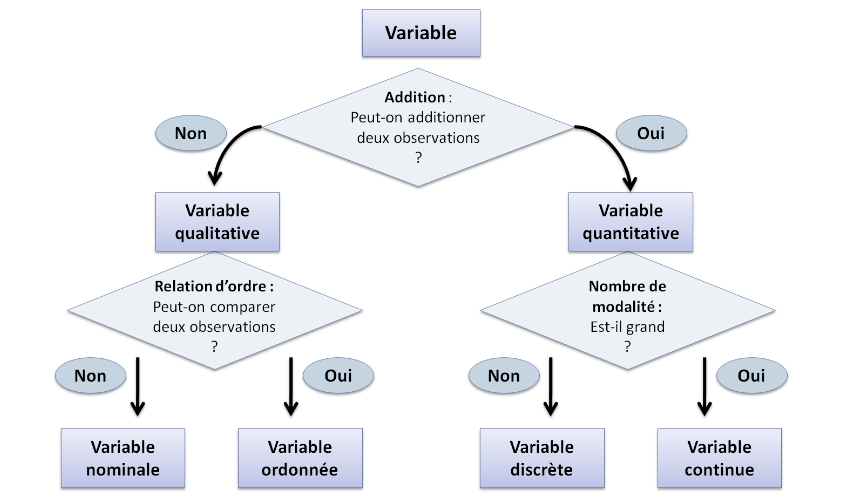 Variable
Addition :
Peut-on additionner
deux observations
?
Non
Oui
Variable
qualitative
Variable
quantitative
Relation d'ordre :
Peut-on comparer
deux observations
?
Nombre de
modalité :
Est-il grand
?
Non
Oui
Non
Oui
Variable
nominale
Variable
ordonnée
Variable
discrète
Variable
continue